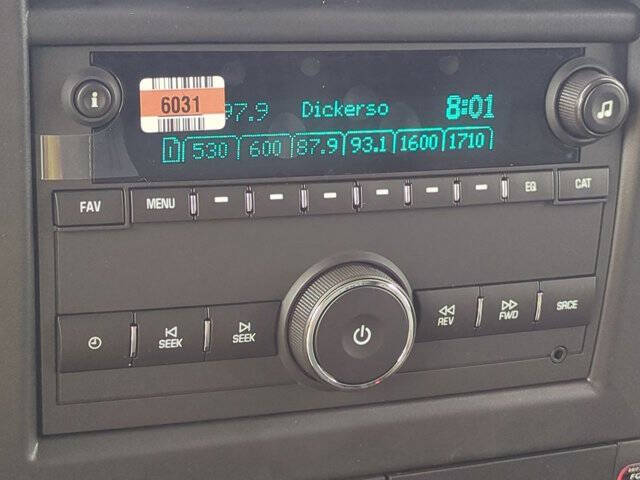 6031
97.9 Dickerso 8:01
1 530 600 87.9 93.1 1600 1710
FAV MENU EQ CAT
SEEK SEEK REV FWD SRCE